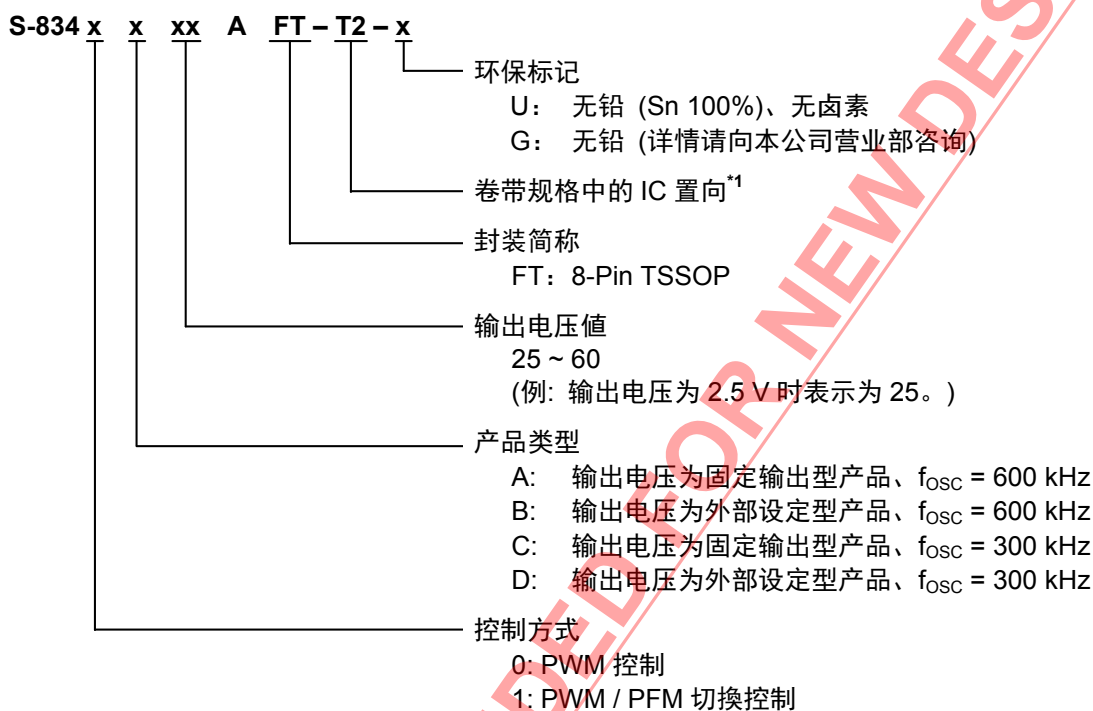 S-834 x x xx A FT – T2 – x
环保标记
U： 无铅 (Sn 100%)、无卤素
G： 无铅 (详情请向本公司营业部咨询)
卷带规格中的 IC 置向*1
封装简称
FT：8-Pin TSSOP
输出电压値
25 ~ 60
(例: 输出电压为 2.5 V 时表示为 25。)
产品类型
A: 输出电压为固定输出型产品、fOSC = 600 kHz
B: 输出电压为外部设定型产品、fOSC = 600 kHz
C: 输出电压为固定输出型产品、fOSC = 300 kHz
D: 输出电压为外部设定型产品、fOSC = 300 kHz
控制方式
0: PWM 控制
1: PWM / PFM 切換控制
DED FOR NEW DES